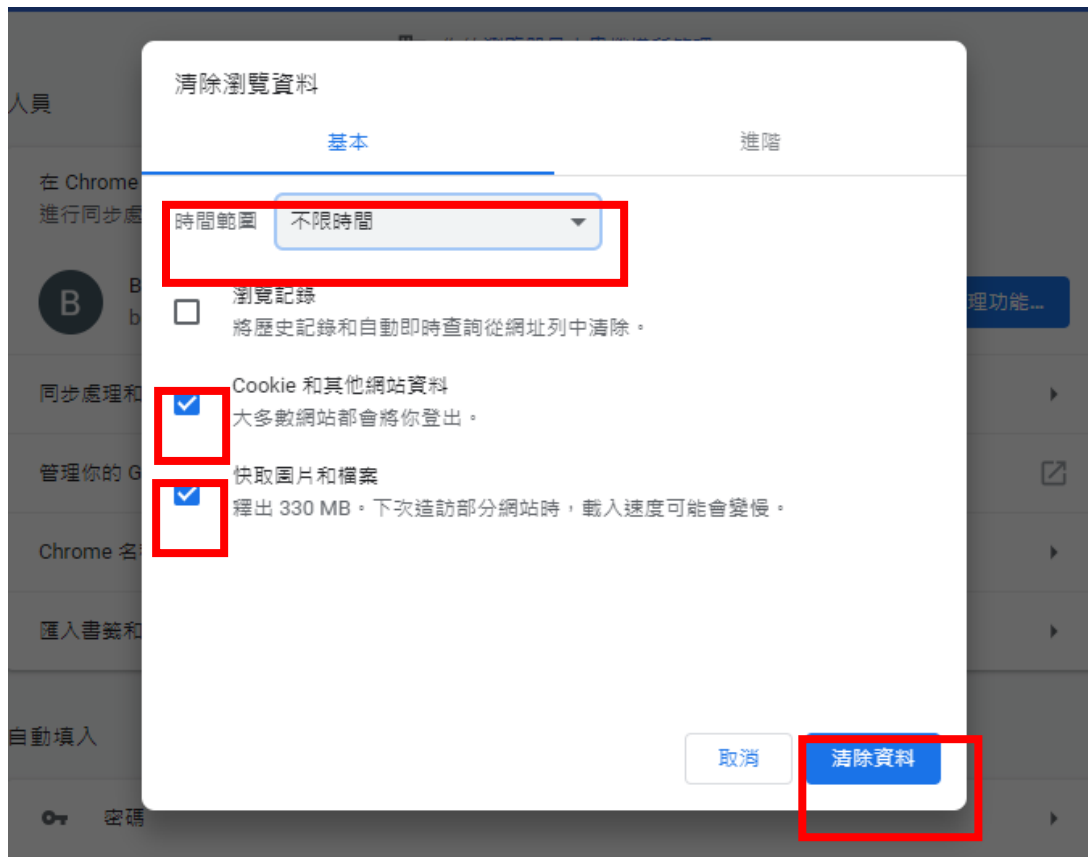 清除瀏覽資料
人員
基本
進階
在 Chrome
進行同步處
時間範圍
不限時間
B
B
b
瀏覽記錄
將歷史記錄和自動即時查詢從網址列中清除。
理功能...
同步處理和
Cookie 和其他網站資料
大多數網站都會將你登出。
管理你的 G
快取圖片和檔案
釋出 330 MB。下次造訪部分網站時，載入速度可能會變慢。
Chrome 名
匯入書籤和
自動填入
取消
清除資料
密碼